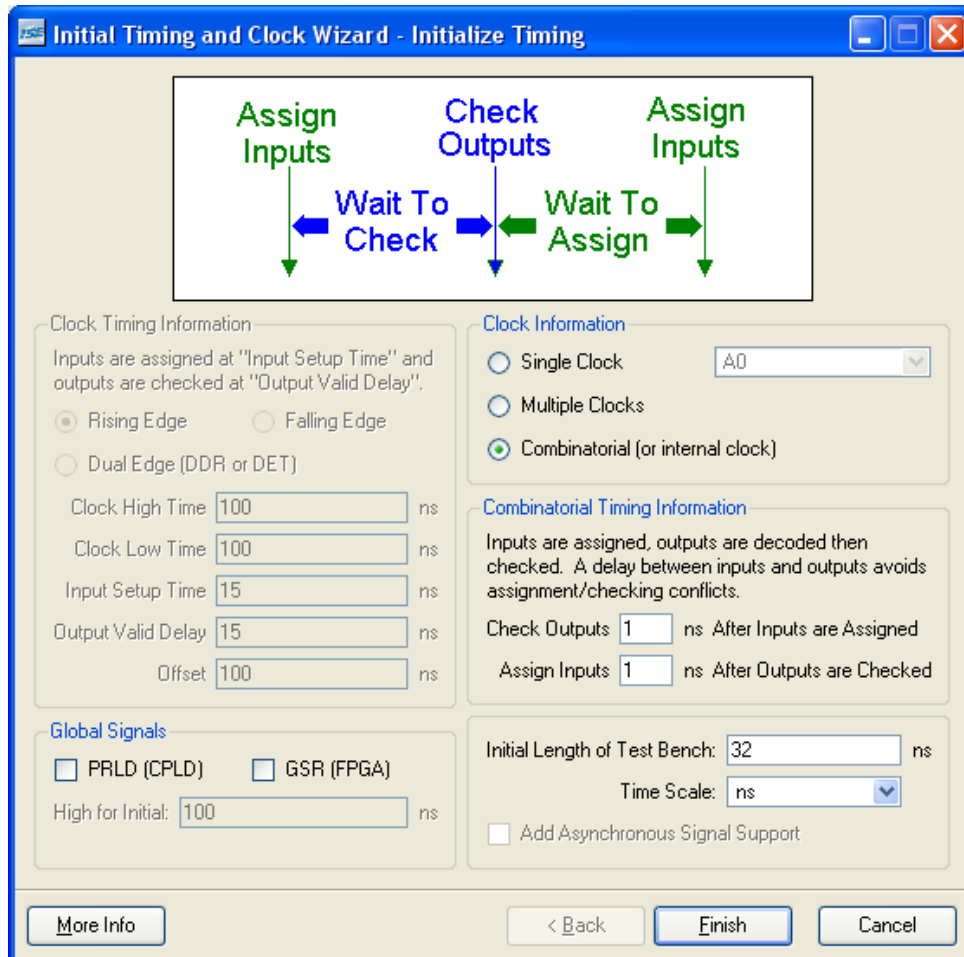 ISE Initial Timing and Clock Wizard - Initialize Timing
Assign Inputs
Check Outputs
Assign Inputs
Wait To Check
Wait To Assign
Clock Timing Information
Inputs are assigned at "Input Setup Time" and
outputs are checked at "Output Valid Delay".
Rising Edge Falling Edge
Dual Edge (DDR or DET)
Clock High Time 100 ns
Clock Low Time 100 ns
Input Setup Time 15 ns
Output Valid Delay 15 ns
Offset 100 ns
Global Signals
PRLD (CPLD) GSR (FPGA)
High for Initial: 100 ns
Clock Information
Single Clock A0
Multiple Clocks
Combinatorial (or internal clock)
Combinatorial Timing Information
Inputs are assigned, outputs are decoded then
checked. A delay between inputs and outputs avoids
assignment/checking conflicts.
Check Outputs 1 ns After Inputs are Assigned
Assign Inputs 1 ns After Outputs are Checked
Initial Length of Test Bench: 32 ns
Time Scale: ns
Add Asynchronous Signal Support
More Info < Back Finish Cancel